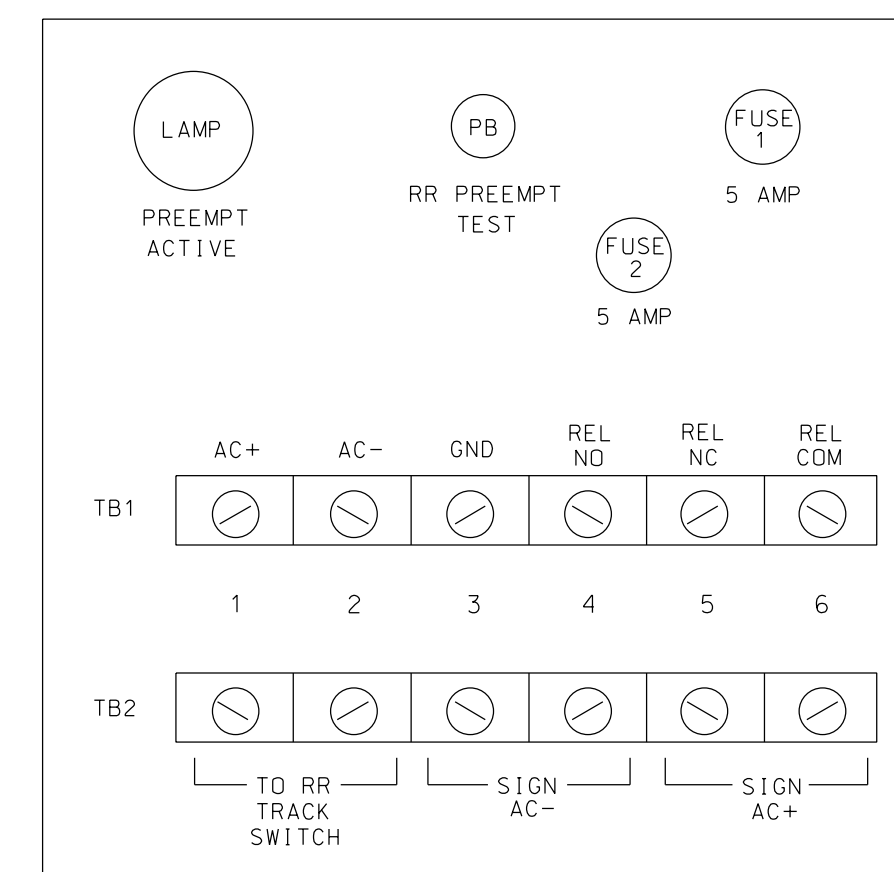 LAMP
PREEMPT
ACTIVE
PB
RR PREEMPT
TEST
FUSE
1
5 AMP
FUSE
2
5 AMP
AC+ AC- GND REL NO REL NC REL COM
TB1
1 2 3 4 5 6
TB2
TO RR
TRACK
SWITCH
SIGN
AC-
SIGN
AC+